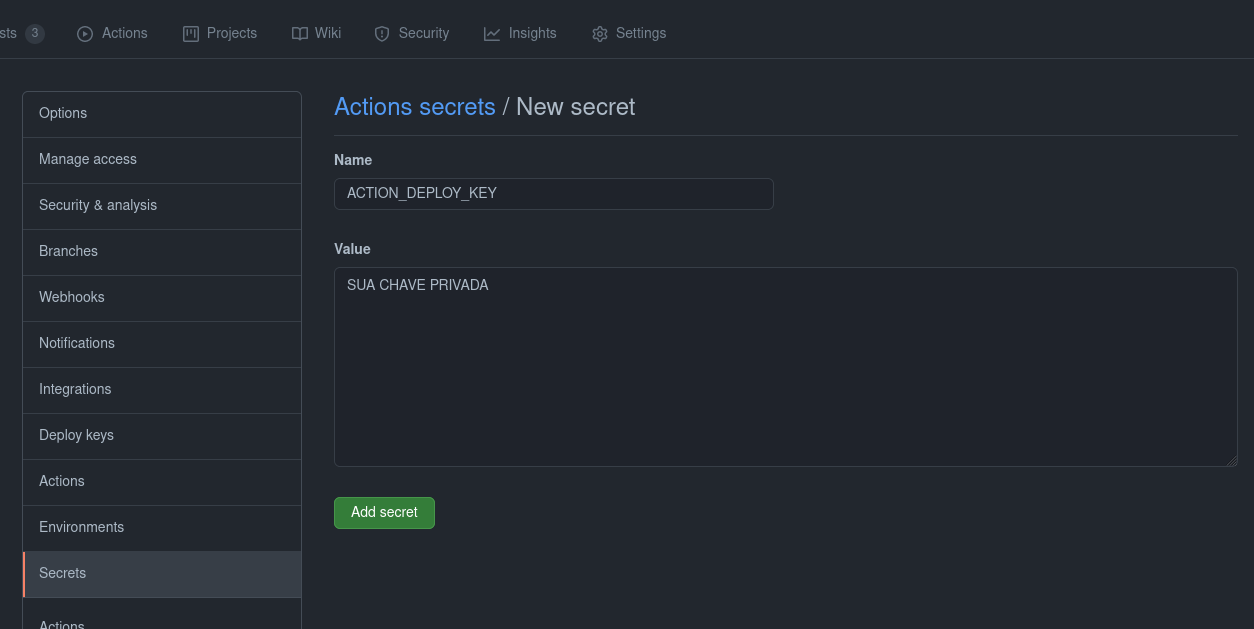 sts 3 Actions Projects Wiki Security Insights Settings
Options
Manage access
Security & analysis
Branches
Webhooks
Notifications
Integrations
Deploy keys
Actions
Environments
Secrets
Actions
Actions secrets / New secret
Name
ACTION_DEPLOY_KEY
Value
SUA CHAVE PRIVADA
Add secret